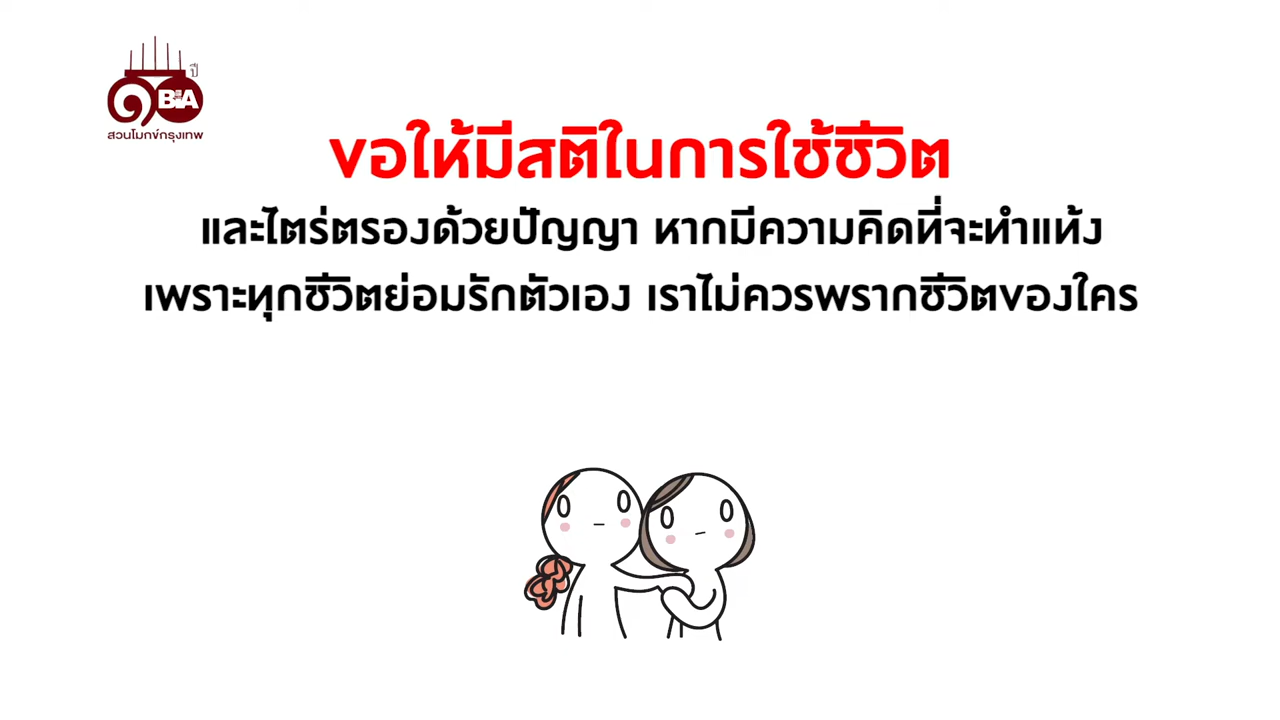 ๑๐ ปี
BIA
สวนโมกข์กรุงเทพ
ขอให้มีสติในการใช้ชีวิต
และไตร่ตรองด้วยปัญญา หากมีความคิดที่จะทำแท้ง
เพราะทุกชีวิตย่อมรักตัวเอง เราไม่ควรพรากชีวิตของใคร